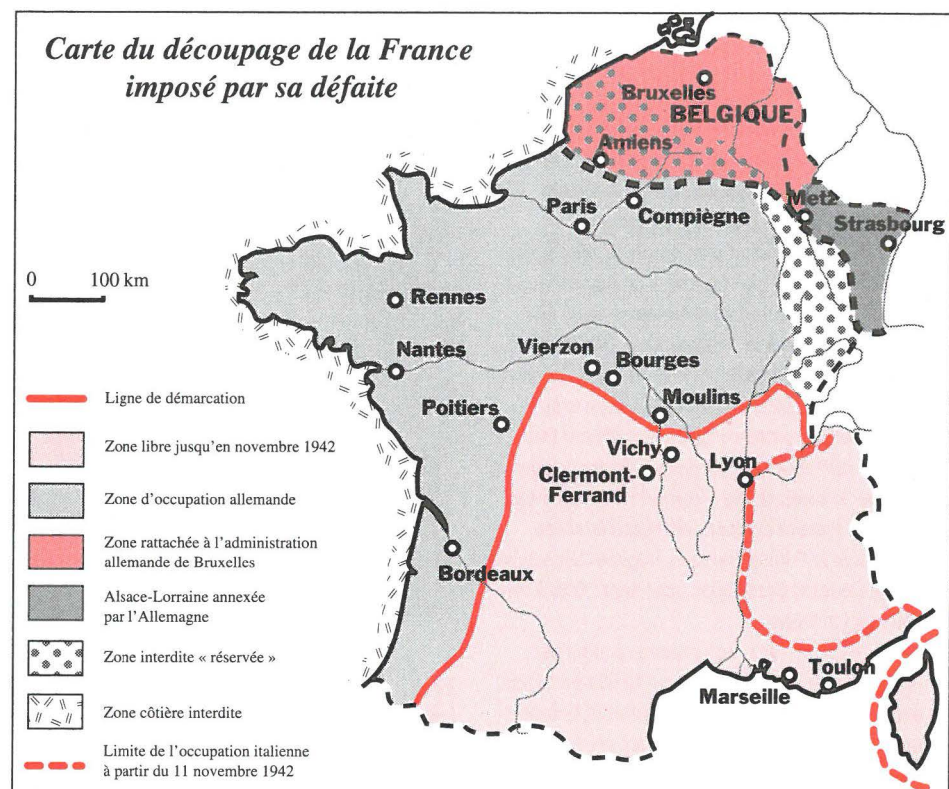 Carte du découpage de la France
imposé par sa défaite
Bruxelles
BELGIQUE
Amiens
Metz
Paris
Compiègne
Strasbourg
0 100 km
Rennes
Nantes
Vierzon
Bourges
Moulins
Poitiers
Vichy
Lyon
Clermont-
Ferrand
Bordeaux
Marseille
Toulon
Ligne de démarcation
Zone libre jusqu'en novembre 1942
Zone d'occupation allemande
Zone rattachée à l'administration
allemande de Bruxelles
Alsace-Lorraine annexée
par l'Allemagne
Zone interdite « réservée »
Zone côtière interdite
Limite de l'occupation italienne
à partir du 11 novembre 1942